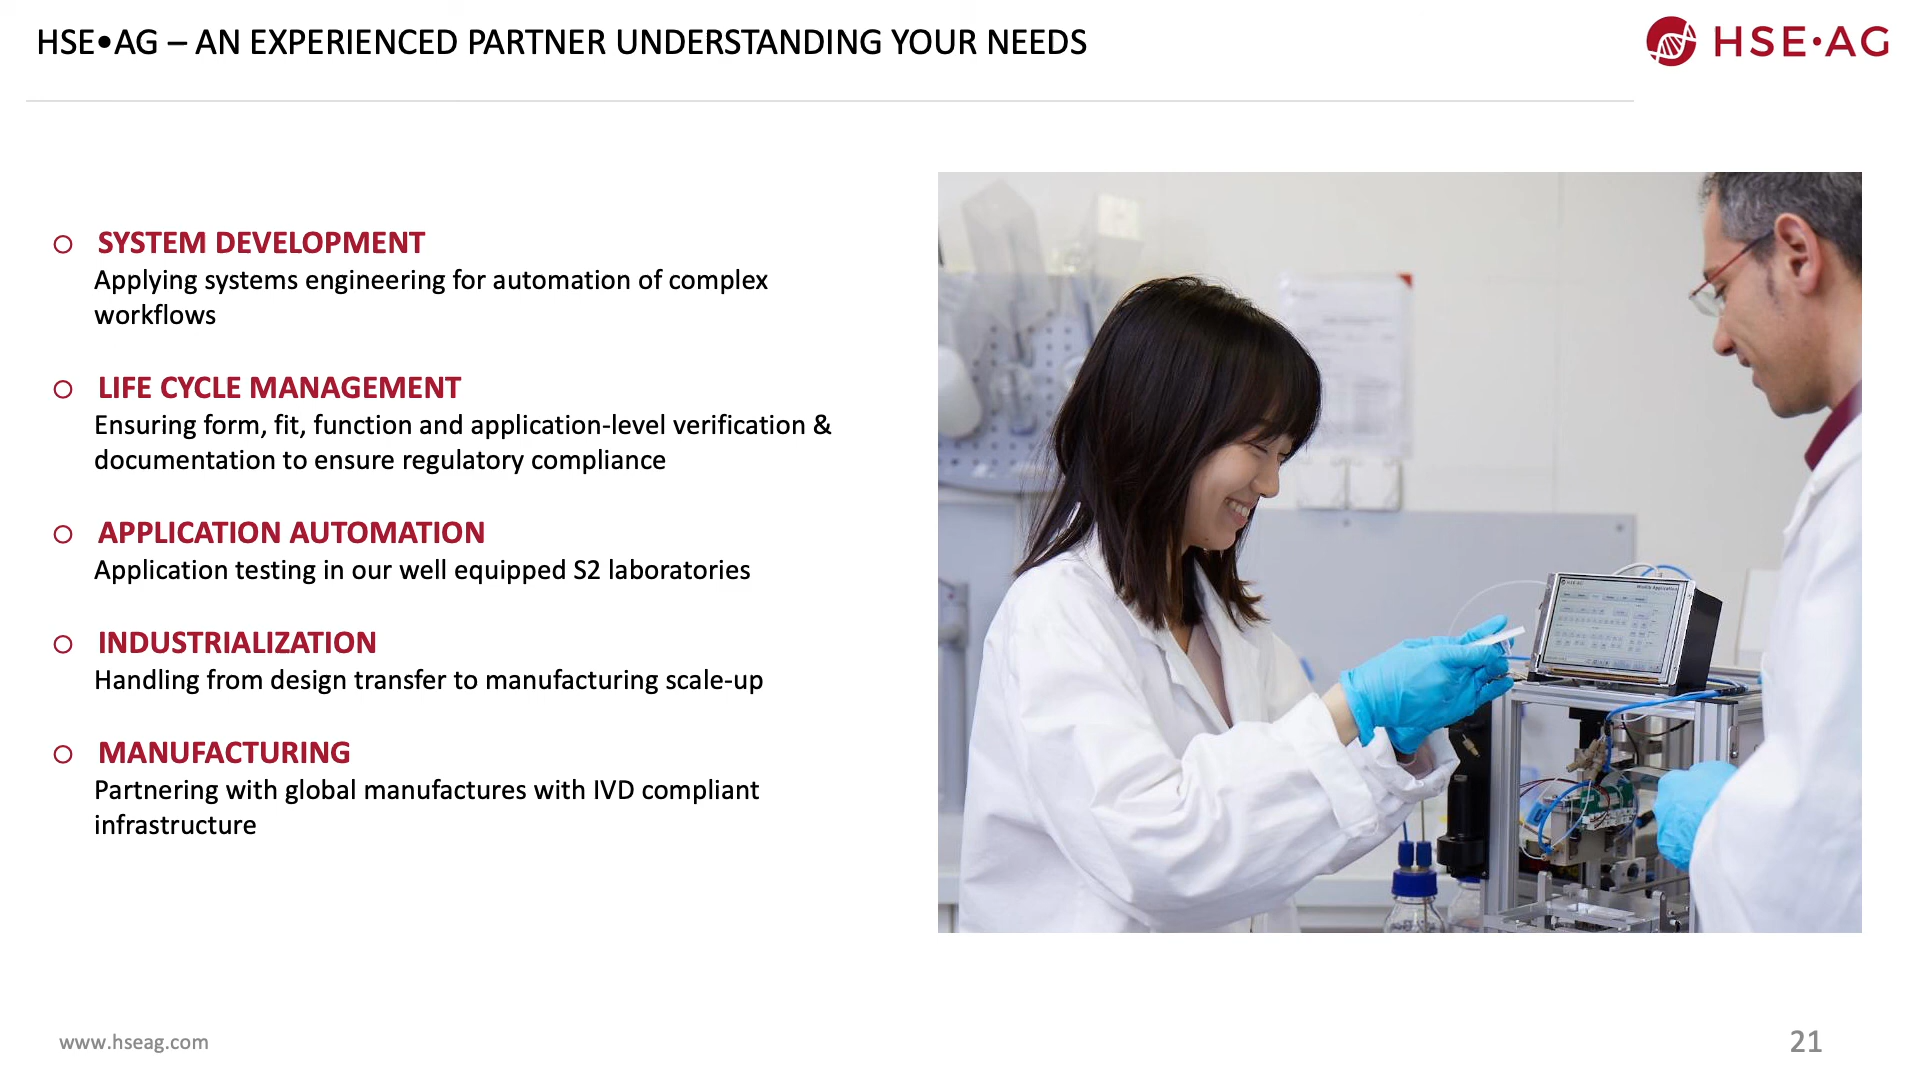 HSE•AG – AN EXPERIENCED PARTNER UNDERSTANDING YOUR NEEDS
HSE•AG
SYSTEM DEVELOPMENT
Applying systems engineering for automation of complex
workflows
LIFE CYCLE MANAGEMENT
Ensuring form, fit, function and application-level verification &
documentation to ensure regulatory compliance
APPLICATION AUTOMATION
Application testing in our well equipped S2 laboratories
INDUSTRIALIZATION
Handling from design transfer to manufacturing scale-up
MANUFACTURING
Partnering with global manufactures with IVD compliant
infrastructure
www.hseag.com
21